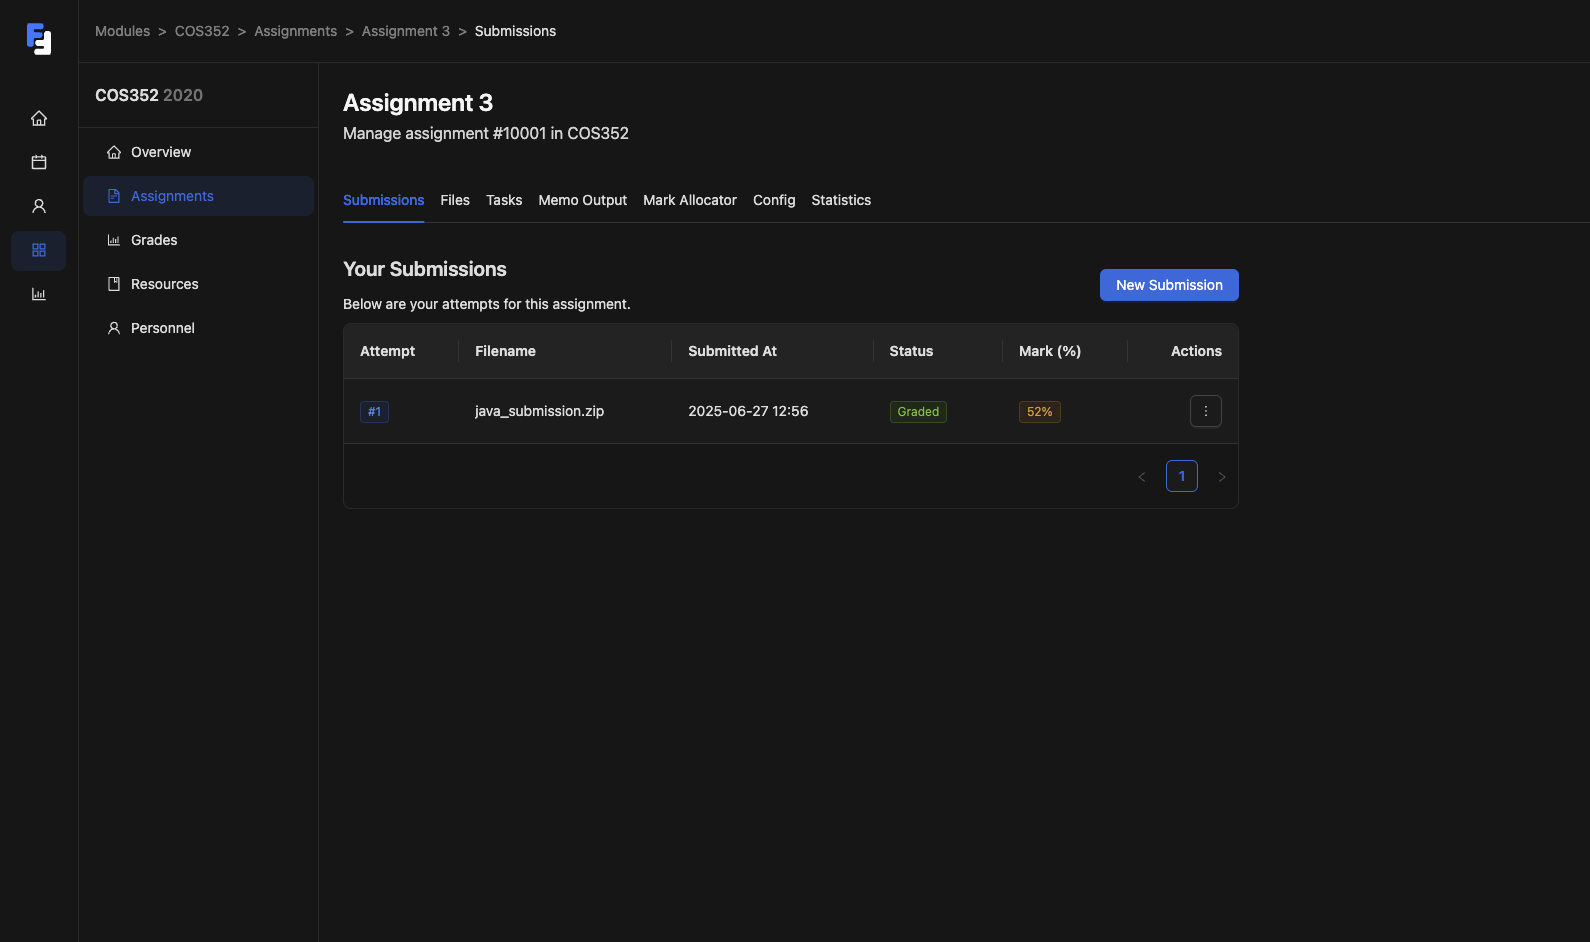 Modules > COS352 > Assignments > Assignment 3 > Submissions
COS352 2020
Overview
Assignments
Grades
Resources
Personnel
Assignment 3
Manage assignment #10001 in COS352
Submissions Files Tasks Memo Output Mark Allocator Config Statistics
Your Submissions
Below are your attempts for this assignment.
New Submission
Attempt Filename Submitted At Status Mark (%) Actions
#1 java_submission.zip 2025-06-27 12:56 Graded 52%
< 1 >